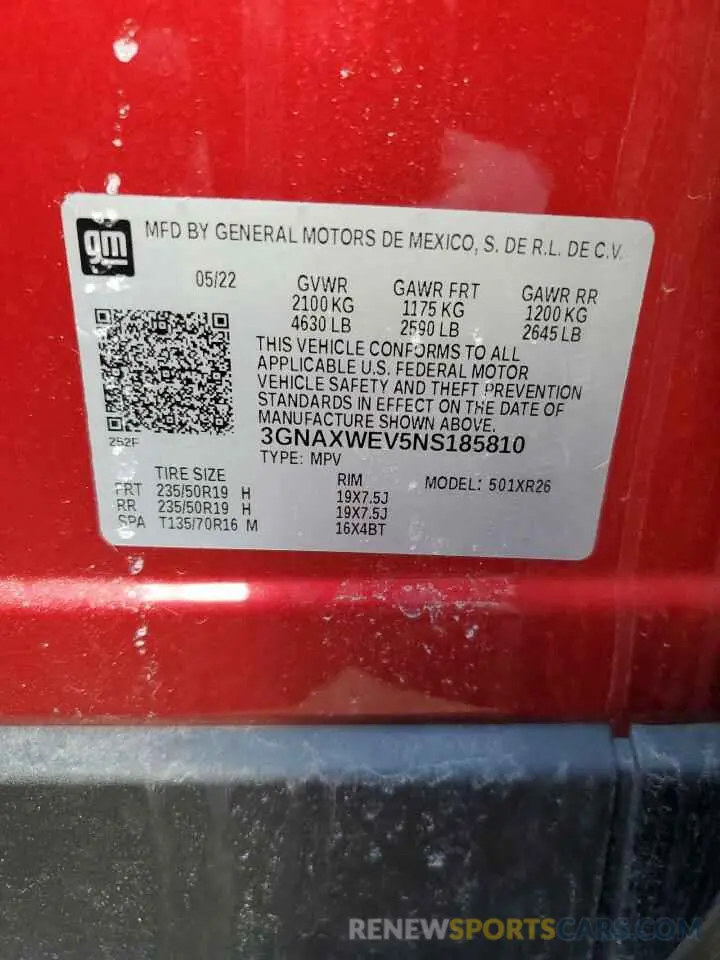 gm
MFD BY GENERAL MOTORS DE MEXICO, S. DE R.L. DE C.V.
05/22 GVWR GAWR FRT GAWR RR
2100 KG 1175 KG 1200 KG
4630 LB 2590 LB 2645 LB
THIS VEHICLE CONFORMS TO ALL
APPLICABLE U.S. FEDERAL MOTOR
VEHICLE SAFETY AND THEFT PREVENTION
STANDARDS IN EFFECT ON THE DATE OF
MANUFACTURE SHOWN ABOVE.
252F 3GNAXWEV5NS185810
TYPE: MPV
TIRE SIZE RIM MODEL: 501XR26
FRT 235/50R19 H 19X7.5J
RR 235/50R19 H 19X7.5J
SPA T135/70R16 M 16X4BT
RENEWSPORTSCARS.COM